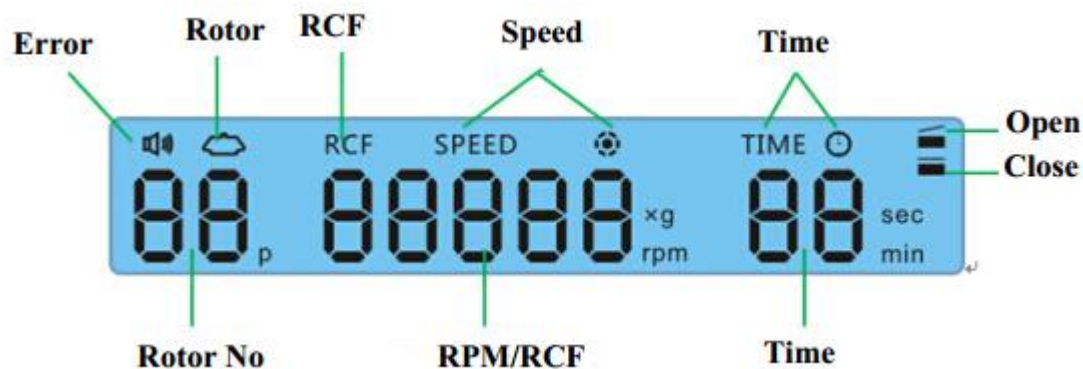 Error Rotor RCF Speed Time
Open
RCF SPEED TIME
Close
88 p 88888 ×g rpm 88 sec min
Rotor No RPM/RCF Time